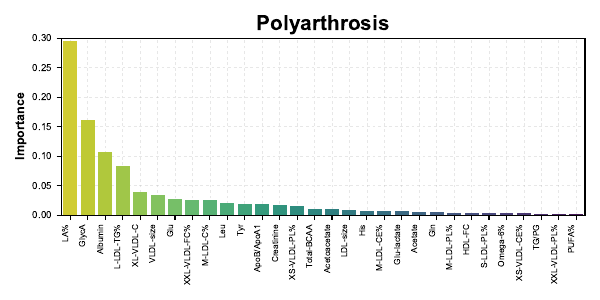 Polyarthrosis
Importance
0.30
0.25
0.20
0.15
0.10
0.05
0.00
LA%
GlycA
Albumin
L-LDL-TG%
XL-VLDL-C
VLDL-size
Glu
XXL-VLDL-FC%
M-LDL-C%
Leu
Tyr
ApoB/ApoA1
Creatinine
XS-VLDL-PL%
Total-BCAA
Acetoacetate
LDL-size
His
M-LDL-CE%
Glu-lactate
Acetate
Gln
M-LDL-PL%
HDL-FC
S-LDL-PL%
Omega-6%
XS-VLDL-CE%
TG/PG
XXL-VLDL-PL%
PUFA%